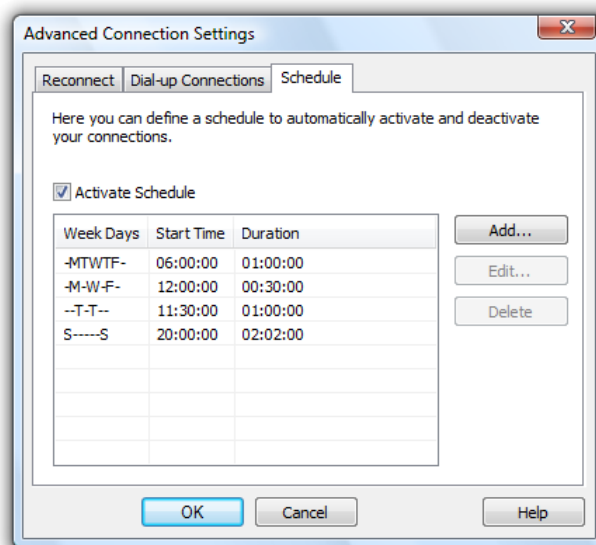 Advanced Connection Settings
Reconnect Dial-up Connections Schedule
Here you can define a schedule to automatically activate and deactivate
your connections.
Activate Schedule
Week Days Start Time Duration
-MTWTF- 06:00:00 01:00:00
-M-W-F- 12:00:00 00:30:00
--T-T-- 11:30:00 01:00:00
S-----S 20:00:00 02:02:00
Add...
Edit...
Delete
OK Cancel Help